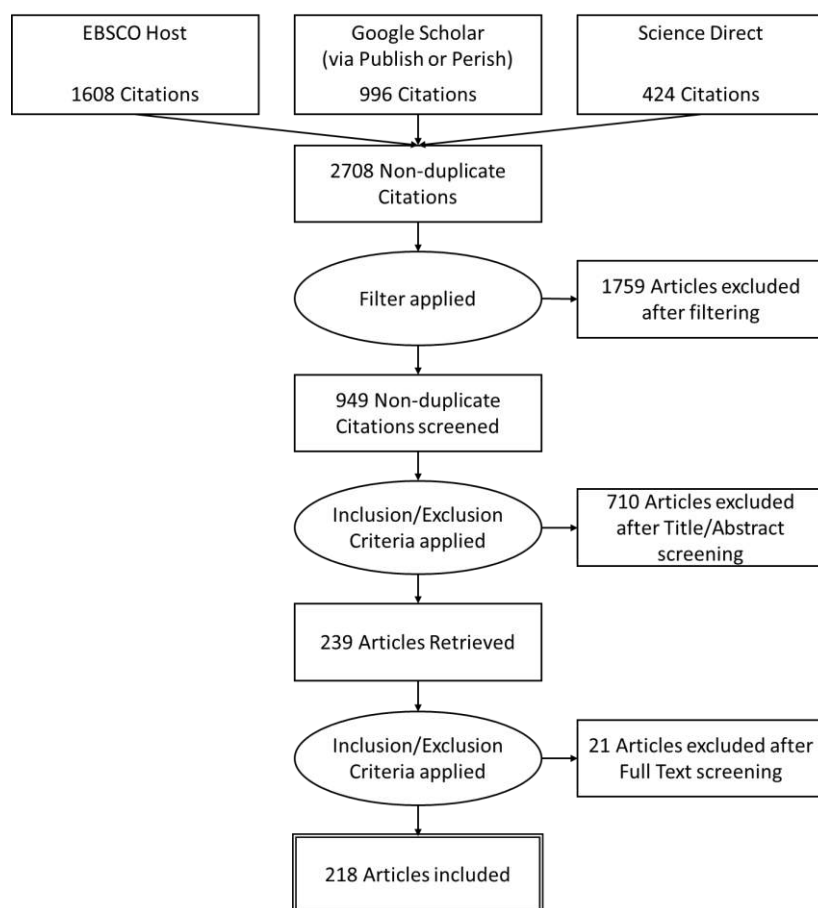 EBSCO Host
1608 Citations
Google Scholar
(via Publish or Perish)
996 Citations
Science Direct
424 Citations
2708 Non-duplicate
Citations
Filter applied
1759 Articles excluded
after filtering
949 Non-duplicate
Citations screened
Inclusion/Exclusion
Criteria applied
710 Articles excluded
after Title/Abstract
screening
239 Articles Retrieved
Inclusion/Exclusion
Criteria applied
21 Articles excluded after
Full Text screening
218 Articles included